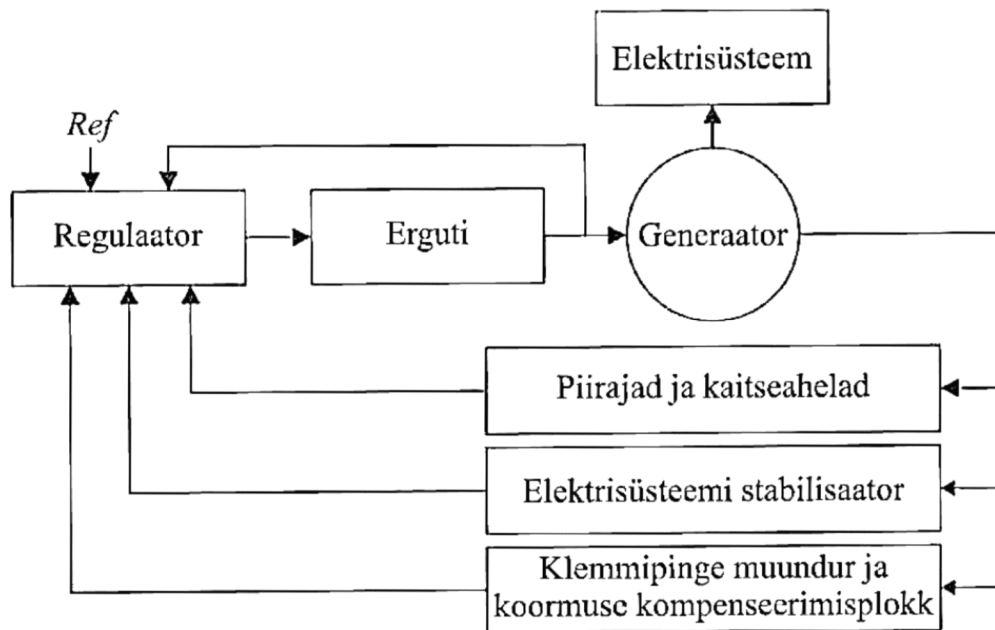 Elektrisüsteem
Ref
Regulaator
Erguti
Generaator
Piirajad ja kaitseahelad
Elektrisüsteemi stabilisaator
Klemmipinge muundur ja
koormuse kompenseerimisplokk